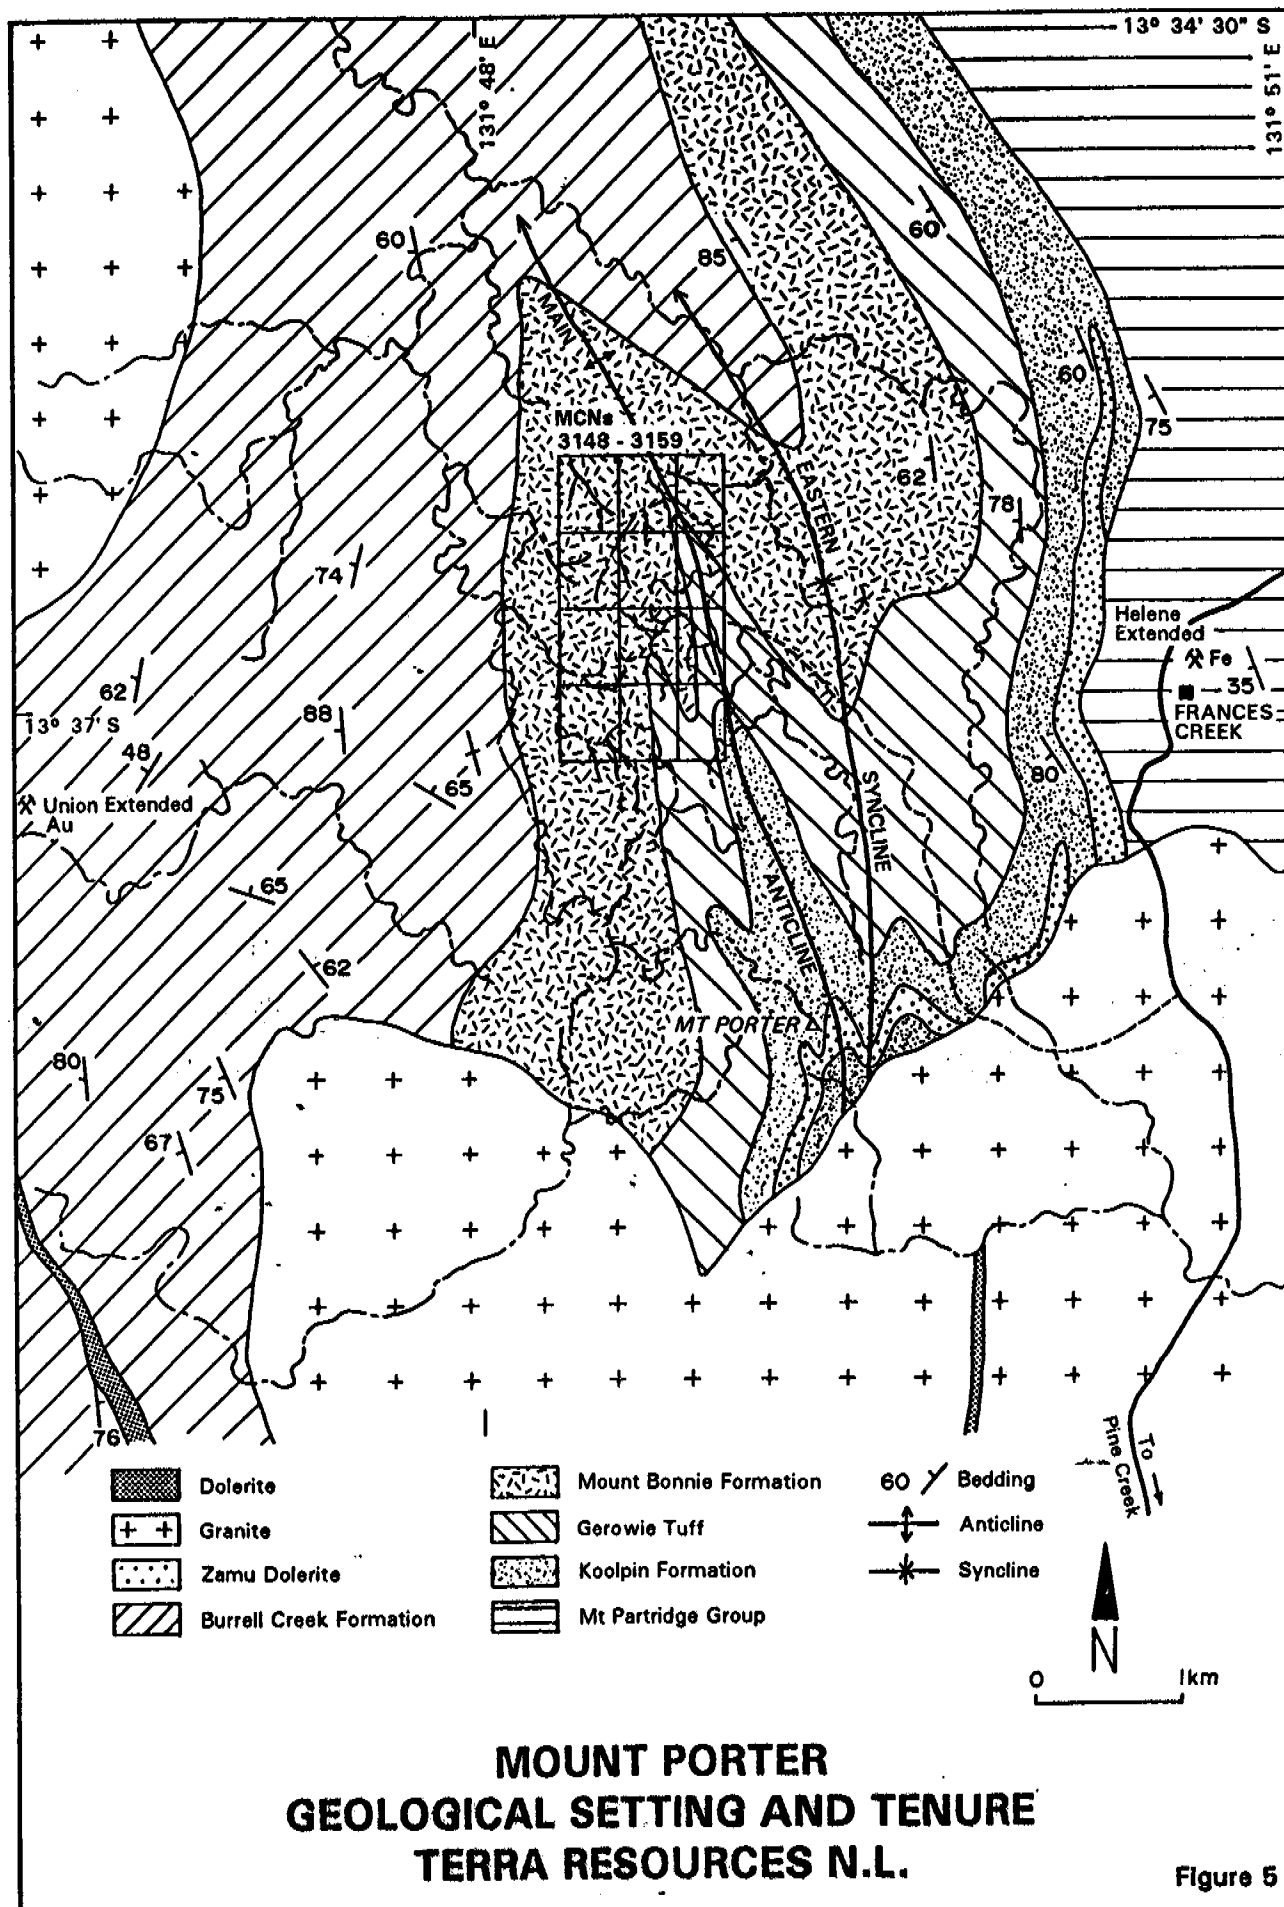 13° 34' 30" S
131° 48' E
131° 51' E
60
85
60
MAIN
60
75
MCNs
3148 - 3159
EASTERN
62
78
74
Helene
Extended
Fe
62
35
FRANCES
CREEK
13° 37' S
88
48
65
80
SYNCLINE
Union Extended
Au
65
ANTICLINE
62
MT PORTER
80
75
67
76
To
Pine Creek
Dolerite
Granite
Zamu Dolerite
Burrell Creek Formation
Mount Bonnie Formation
Gerowie Tuff
Koolpin Formation
Mt Partridge Group
60 Bedding
Anticline
Syncline
N
0 1km
MOUNT PORTER
GEOLOGICAL SETTING AND TENURE
TERRA RESOURCES N.L.
Figure 5